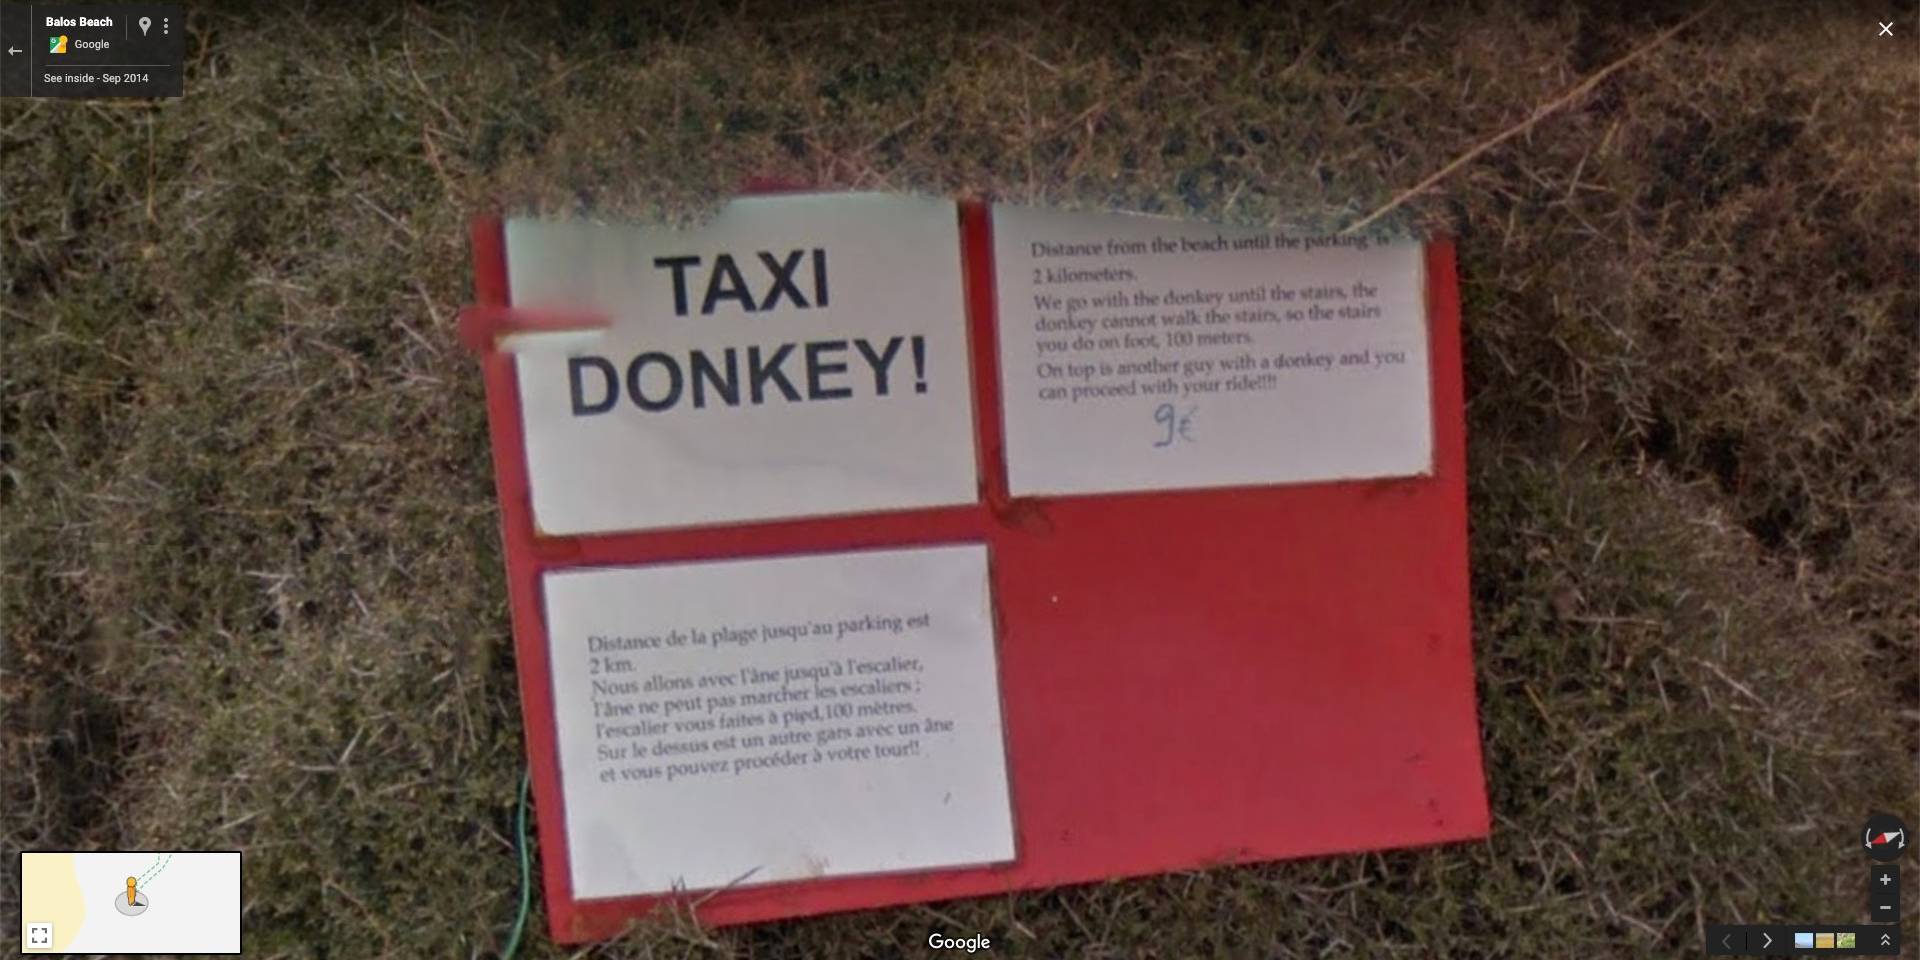 Balos Beach
Google
See inside - Sep 2014
TAXI
DONKEY!
Distance from the beach until the parking is
2 kilometers.
We go with the donkey until the stairs, the
donkey cannot walk the stairs, so the stairs
you do on foot, 100 meters.
On top is another guy with a donkey and you
can proceed with your ride!!!!
9€
Distance de la plage jusqu'au parking est
2 km.
Nous allons avec l'âne jusqu'à l'escalier,
l'âne ne peut pas marcher les escaliers ;
l'escalier vous faites à pied,100 mètres.
Sur le dessus est un autre gars avec un âne
et vous pouvez procéder à votre tour!!
Google